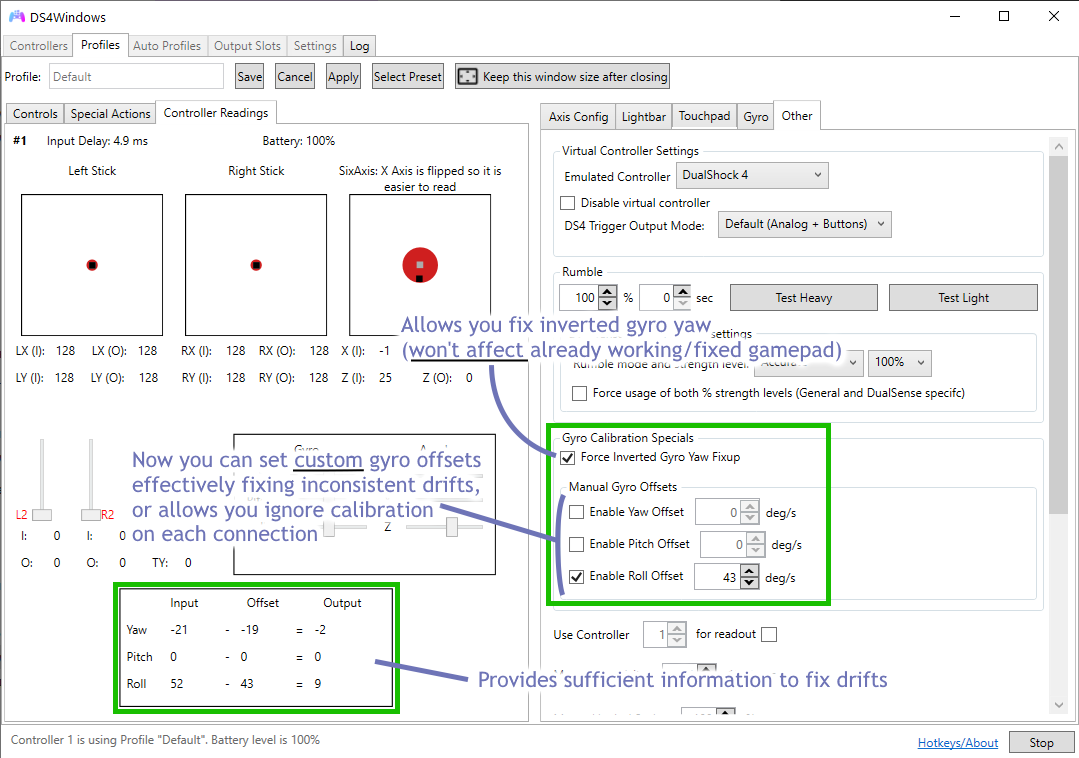 DS4Windows
Controllers Profiles Auto Profiles Output Slots Settings Log
Profile: Default Save Cancel Apply Select Preset Keep this window size after closing
Controls Special Actions Controller Readings
#1 Input Delay: 4.9 ms Battery: 100%
Left Stick Right Stick SixAxis: X Axis is flipped so it is
easier to read
LX (I): 128 LX (O): 128 RX (I): 128 RX (O): 128 X (I): -1
LY (I): 128 LY (O): 128 RY (I): 128 RY (O): 128 Z (I): 25 Z (O): 0
L2 R2
Z
I: 0 I: 0
O: 0 O: 0 TY: 0
Input Offset Output
Yaw -21 - -19 = -2
Pitch 0 - 0 = 0
Roll 52 - 43 = 9
Axis Config Lightbar Touchpad Gyro Other
Virtual Controller Settings
Emulated Controller DualShock 4
Disable virtual controller
DS4 Trigger Output Mode: Default (Analog + Buttons)
Rumble
100 % 0 sec Test Heavy Test Light
settings
Rumble mode and strength level: 100%
Force usage of both % strength levels (General and DualSense specifc)
Gyro Calibration Specials
Force Inverted Gyro Yaw Fixup
Manual Gyro Offsets
Enable Yaw Offset 0 deg/s
Enable Pitch Offset 0 deg/s
Enable Roll Offset 43 deg/s
Use Controller 1 for readout
Allows you fix inverted gyro yaw
(won't affect already working/fixed gamepad)
Now you can set custom gyro offsets
effectively fixing inconsistent drifts,
or allows you ignore calibration
on each connection
Provides sufficient information to fix drifts
Controller 1 is using Profile "Default". Battery level is 100%
Hotkeys/About Stop